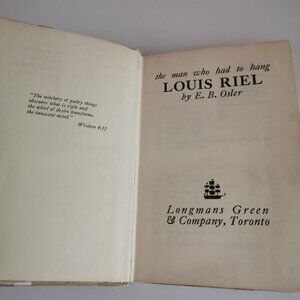 "The witchery of paltry things
obscures what is right and
the whirl of desire transforms
the innocent mind."
Wisdom 4:12
the man who had to hang
LOUIS RIEL
by E. B. Osler
Longmans Green
& Company, Toronto